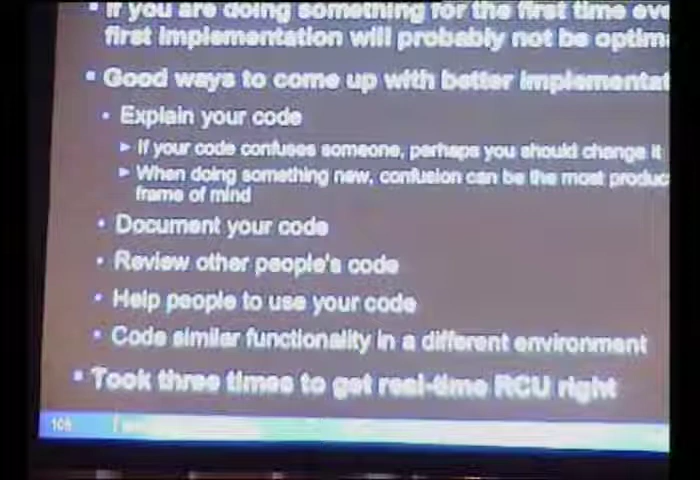 If you are doing something for the first time eve
first implementation will probably not be optim
Good ways to come up with better implementat
Explain your code
If your code confuses someone, perhaps you should change it
When doing something new, confusion can be the most produc
frame of mind
Document your code
Review other people's code
Help people to use your code
Code similar functionality in a different environment
Took three times to get real-time RCU right